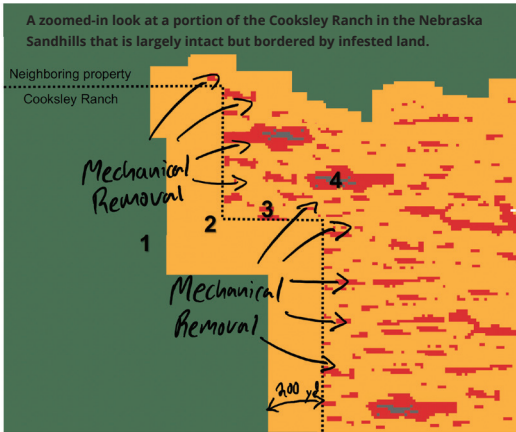 A zoomed-in look at a portion of the Cooksley Ranch in the Nebraska
Sandhills that is largely intact but bordered by infested land.
Neighboring property
Cooksley Ranch
Mechanical
Removal
4
3
2
1
Mechanical
Removal
200 yd